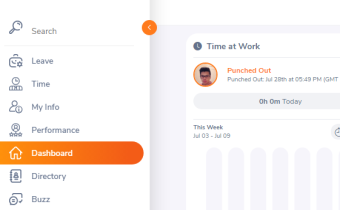 Search
Leave
Time
My Info
Performance
Dashboard
Directory
Buzz
Time at Work
Punched Out
Punched Out: Jul 28th at 05:49 PM (GMT
0h 0m Today
This Week
Jul 03 - Jul 09